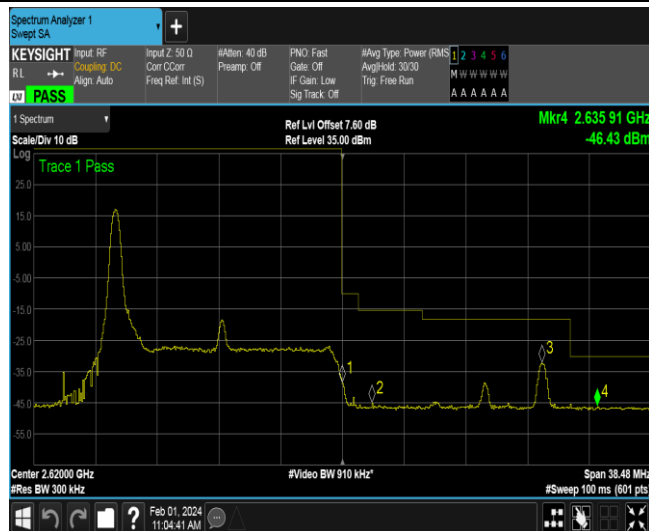 Spectrum Analyzer 1
Swept SA
+
KEYSIGHT
RL
LXI
PASS
Input: RF
Coupling: DC
Align: Auto
Input Z: 50 Ω
Corr CCorr
Freq Ref: Int (S)
#Atten: 40 dB
Preamp: Off
PNO: Fast
Gate: Off
IF Gain: Low
Sig Track: Off
#Avg Type: Power (RMS
Avg|Hold: 30/30
Trig: Free Run
1 2 3 4 5 6
M W W W W W
A A A A A A
1 Spectrum
Scale/Div 10 dB
Ref Lvl Offset 7.60 dB
Ref Level 35.00 dBm
Mkr4 2.635 91 GHz
-46.43 dBm
Log
Trace 1 Pass
25.0
15.0
5.00
-5.00
-15.0
-25.0
-35.0
-45.0
-55.0
1
2
3
4
Center 2.62000 GHz
#Res BW 300 kHz
#Video BW 910 kHz*
Span 38.48 MHz
#Sweep 100 ms (601 pts)
?
Feb 01, 2024
11:04:41 AM